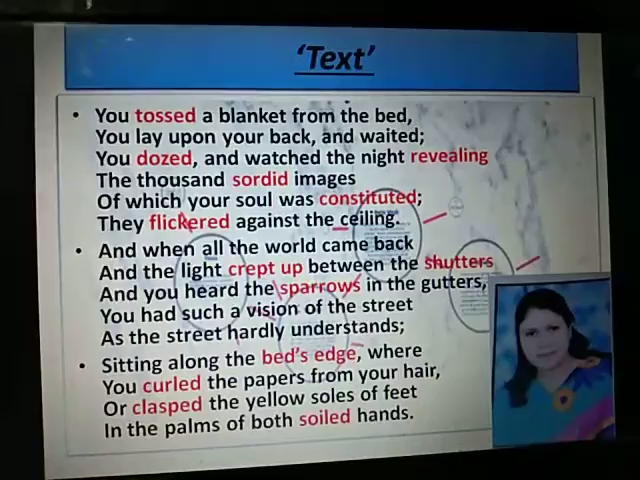 ‘Text’
• You tossed a blanket from the bed,
You lay upon your back, and waited;
You dozed, and watched the night revealing
The thousand sordid images
Of which your soul was constituted;
They flickered against the ceiling.
• And when all the world came back
And the light crept up between the shutters
And you heard the sparrows in the gutters,
You had such a vision of the street
As the street hardly understands;
• Sitting along the bed’s edge, where
You curled the papers from your hair,
Or clasped the yellow soles of feet
In the palms of both soiled hands.